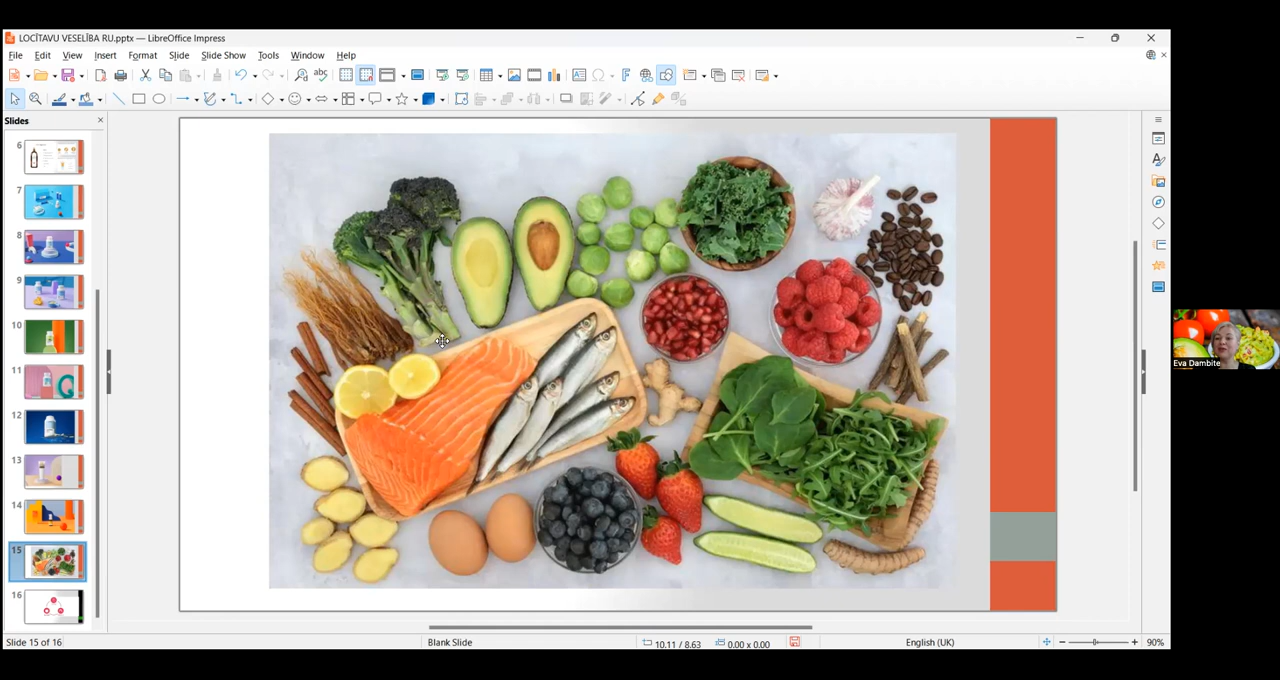 LOCĪTAVU VESELĪBA RU.pptx — LibreOffice Impress
File Edit View Insert Format Slide Slide Show Tools Window Help
Slides
6
7
8
9
10
11
12
13
14
15
16
Eva Dambite
Slide 15 of 16
Blank Slide
10.11 / 8.63
0.00 x 0.00
English (UK)
90%